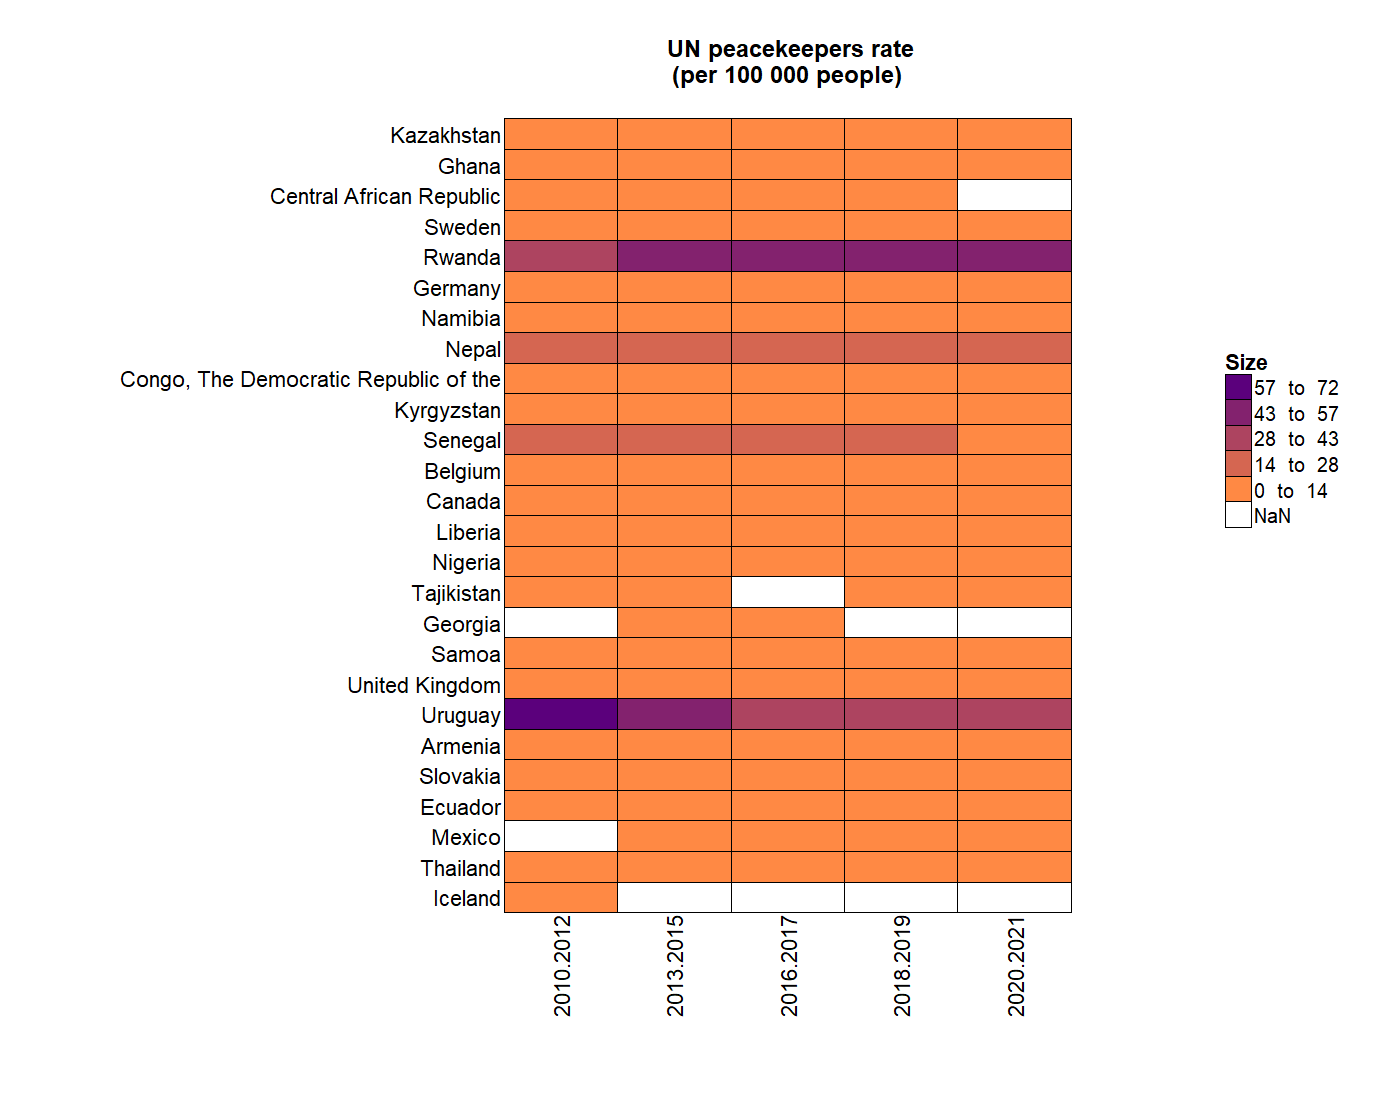 UN peacekeepers rate
(per 100 000 people)
Kazakhstan
Ghana
Central African Republic
Sweden
Rwanda
Germany
Namibia
Nepal
Congo, The Democratic Republic of the
Kyrgyzstan
Senegal
Belgium
Canada
Liberia
Nigeria
Tajikistan
Georgia
Samoa
United Kingdom
Uruguay
Armenia
Slovakia
Ecuador
Mexico
Thailand
Iceland
2010.2012
2013.2015
2016.2017
2018.2019
2020.2021
Size
57 to 72
43 to 57
28 to 43
14 to 28
0 to 14
NaN